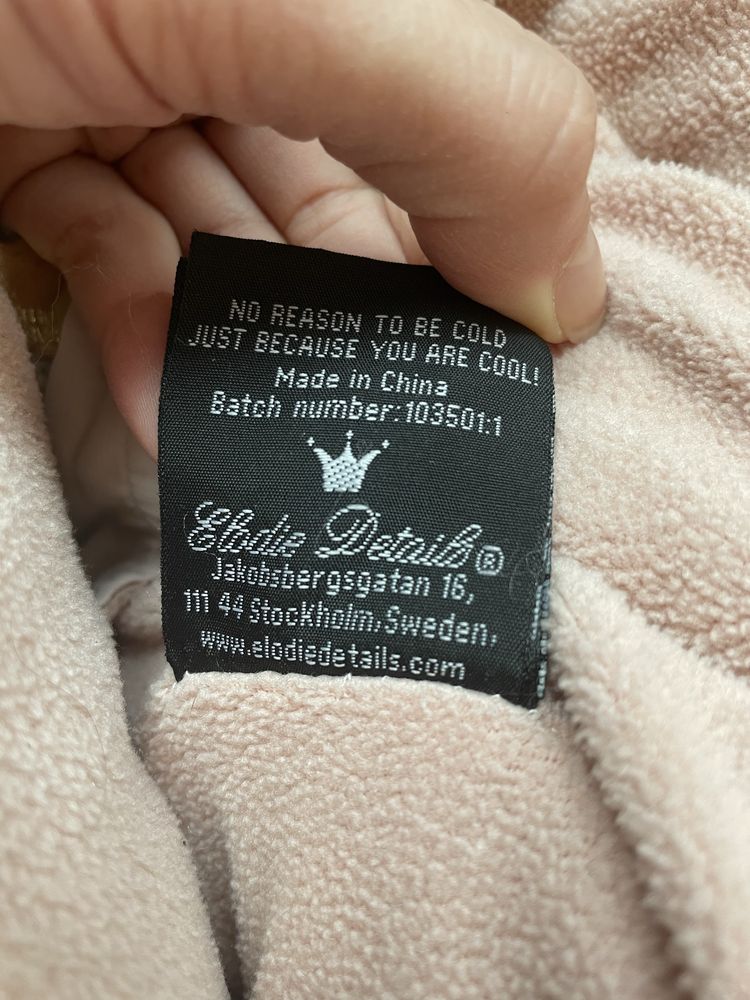 NO REASON TO BE COLD
JUST BECAUSE YOU ARE COOL!
Made in China
Batch number:103501:1
Elodie Details®
Jakobsbergsgatan 16,
111 44 Stockholm, Sweden,
www.elodiedetails.com